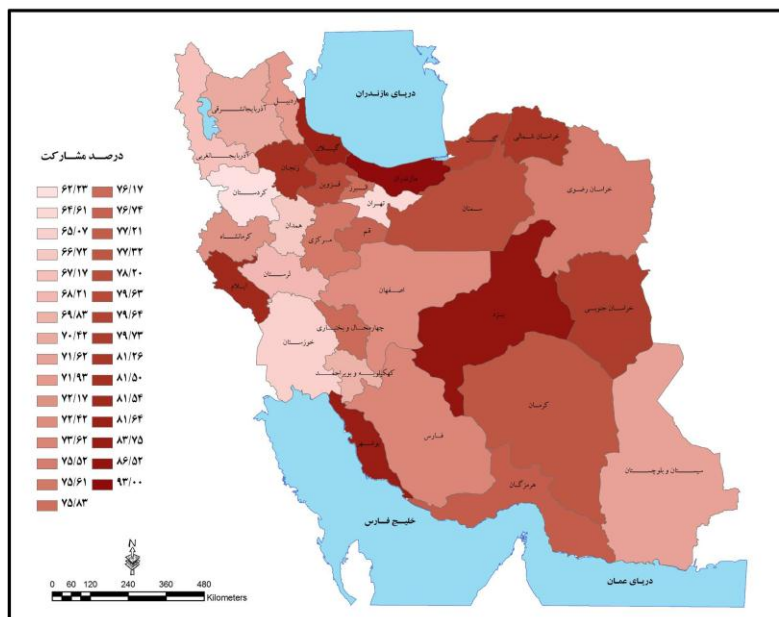 درصد مشارکت
۶۲/۲۳
۶۴/۶۱
۶۵/۰۷
۶۶/۷۲
۶۷/۱۷
۶۸/۲۱
۶۹/۸۳
۷۰/۴۲
۷۱/۶۲
۷۱/۹۳
۷۲/۱۷
۷۲/۴۲
۷۳/۶۲
۷۵/۵۲
۷۵/۶۱
۷۵/۸۳
۷۶/۱۷
۷۶/۷۴
۷۷/۲۱
۷۷/۳۲
۷۸/۲۰
۷۹/۶۳
۷۹/۶۴
۷۹/۷۳
۸۱/۲۶
۸۱/۵۰
۸۱/۵۴
۸۱/۶۴
۸۳/۷۵
۸۶/۵۲
۹۳/۰۰
دریای مازندران
آذربایجانشرقی
اردبیل
آذربایجانغربی
گیلان
زنجان
قزوین
البرز
مازندران
تهران
گلستان
خراسان شمالی
خراسان رضوی
سمنان
کردستان
همدان
کرمانشاه
مرکزی
قم
ایلام
لرستان
اصفهان
یزد
خراسان جنوبی
خوزستان
چهارمحال و بختیاری
کهگیلویه و بویراحمد
بوشهر
فارس
کرمان
سیستان و بلوچستان
هرمزگان
خلیج فارس
دریای عمان
N
0 60 120 240 360 480
Kilometers